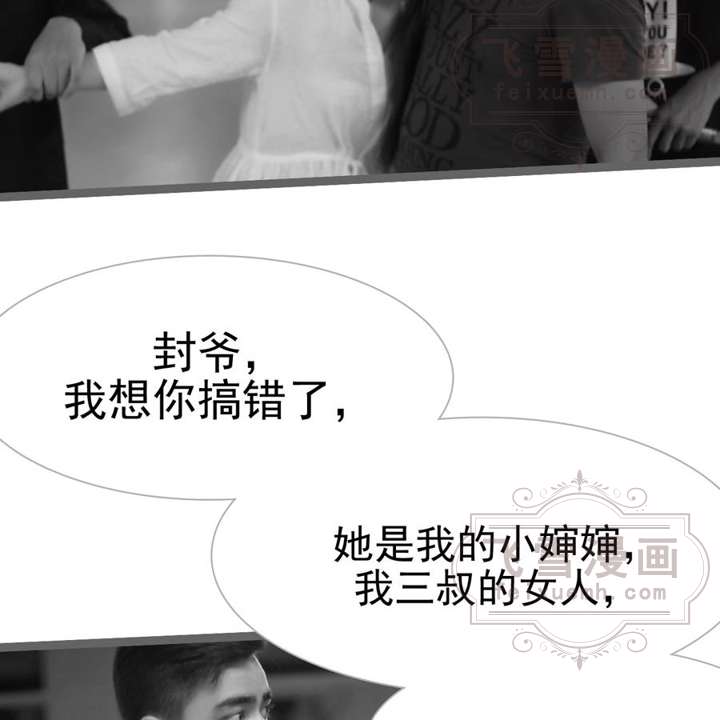 Y!
YOU
飞雪漫画
feixuemh.com
封爷，
我想你搞错了，
她是我的小婶婶，
我三叔的女人，
飞雪漫画
feixuemh.com